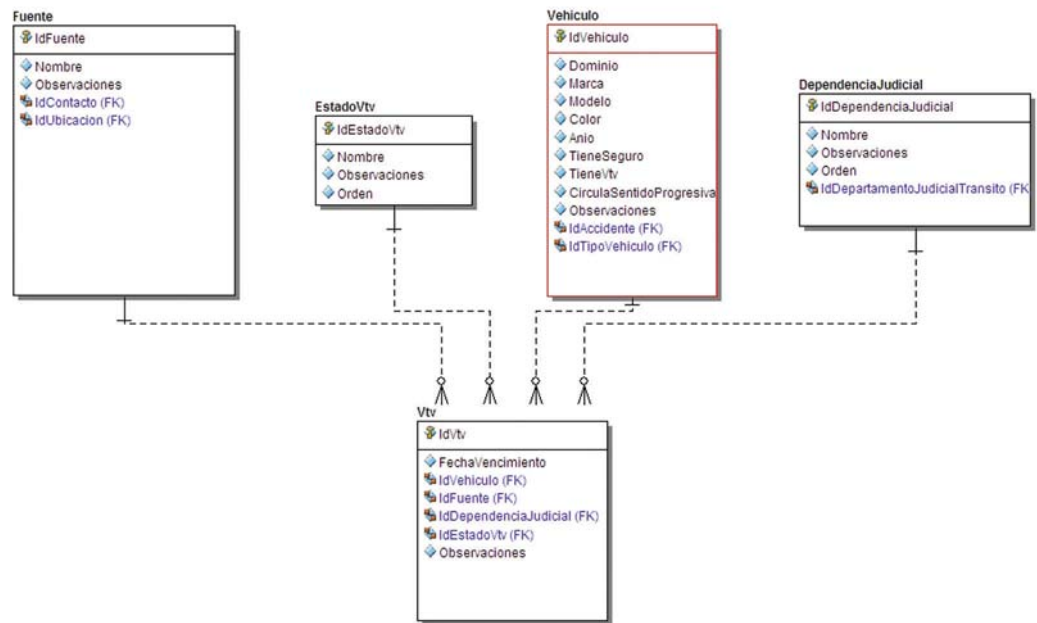 Fuente
IdFuente
Nombre
Observaciones
IdContacto (FK)
IdUbicacion (FK)
EstadoVtv
IdEstadoVtv
Nombre
Observaciones
Orden
Vehiculo
IdVehiculo
Dominio
Marca
Modelo
Color
Anio
TieneSeguro
TieneVtv
CirculaSentidoProgresiva
Observaciones
IdAccidente (FK)
IdTipoVehiculo (FK)
DependenciaJudicial
IdDependenciaJudicial
Nombre
Observaciones
Orden
IdDepartamentoJudicialTransito (FK
Vtv
IdVtv
FechaVencimiento
IdVehiculo (FK)
IdFuente (FK)
IdDependenciaJudicial (FK)
IdEstadoVtv (FK)
Observaciones